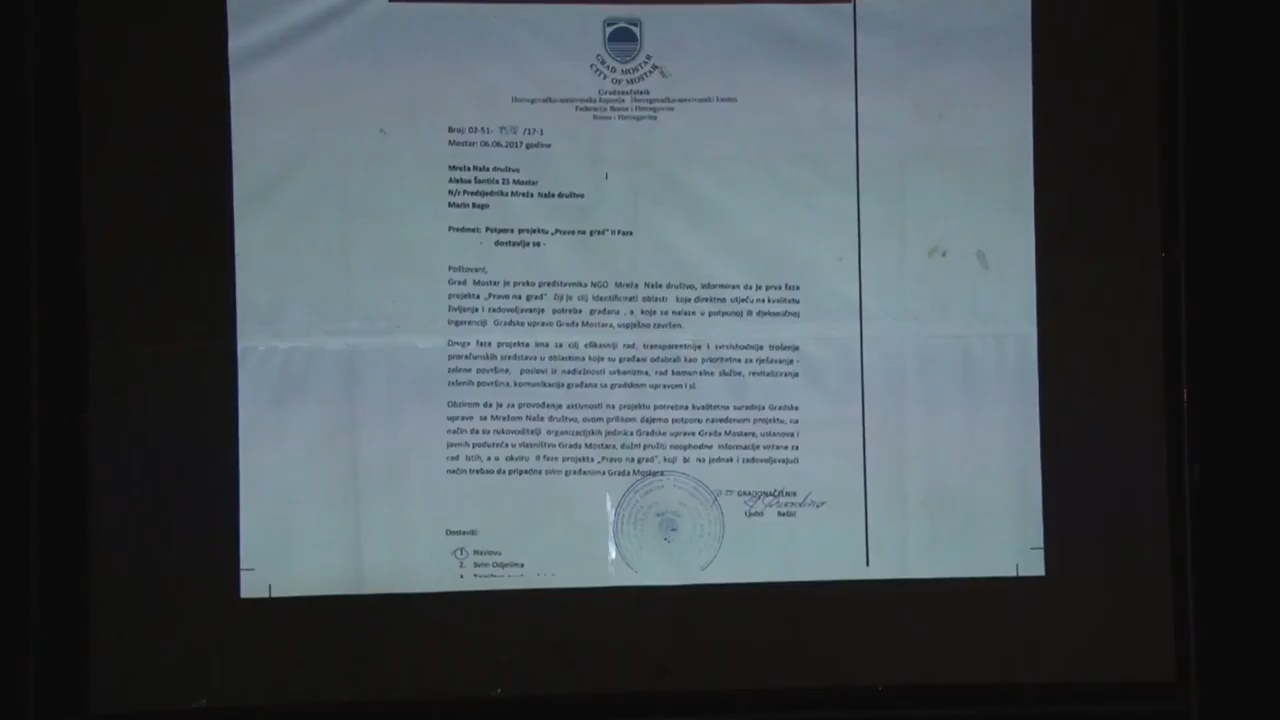 GRAD MOSTAR
CITY OF MOSTAR
Gradonačelnik
Hercegovačko-neretvanska županija Hercegovačko-neretvanski kanton
Federacija Bosne i Hercegovine
Bosna i Hercegovina
Broj: 02-51- /17-1
Mostar: 06.06.2017 godine
Mreža Naše društvo
Alekse Šantića 25 Mostar
N/r Predsjednika Mreža Naše društvo
Marin Bago
Predmet: Potpora projektu „Pravo na grad" II Faza
- dostavlja se -
Poštovani,
Grad Mostar je preko predstavnika NGO Mreža Naše društvo, informiran da je prva faza
projekta „Pravo na grad" čiji je cilj identificirati oblasti koje direktno utječu na kvalitetu
življenja i zadovoljavanje potreba građana , a koje se nalaze u potpunoj ili djelomičnoj
ingerenciji Gradske uprave Grada Mostara, uspješno završen.
Druga faza projekta ima za cilj efikasniji rad, transparentnije i svrsishodnije trošenje
proračunskih sredstava u oblastima koje su građani odabrali kao prioritetne za rješavanje -
zelene površine, poslovi iz nadležnosti urbanizma, rad komunalne službe, revitaliziranje
zelenih površina, komunikacija građana sa gradskom upravom i sl.
Obzirom da je za provođenje aktivnosti na projektu potrebna kvalitetna suradnja Gradske
uprave sa Mrežom Naše društvo, ovom prilikom dajemo potporu navedenom projektu, na
način da su rukovoditelji organizacijskih jedinica Gradske uprave Grada Mostara, ustanova i
javnih poduzeća u vlasništvu Grada Mostara, dužni pružiti neophodne informacije vezane za
rad istih, a u okviru II faze projekta „Pravo na grad", koji bi na jednak i zadovoljavajući
način trebao da pripadne svim građanima Grada Mostara.
GRADONAČELNIK
Ljubo Bešlić
Dostaviti:
1. Naslovu
2. Svim Odjelima